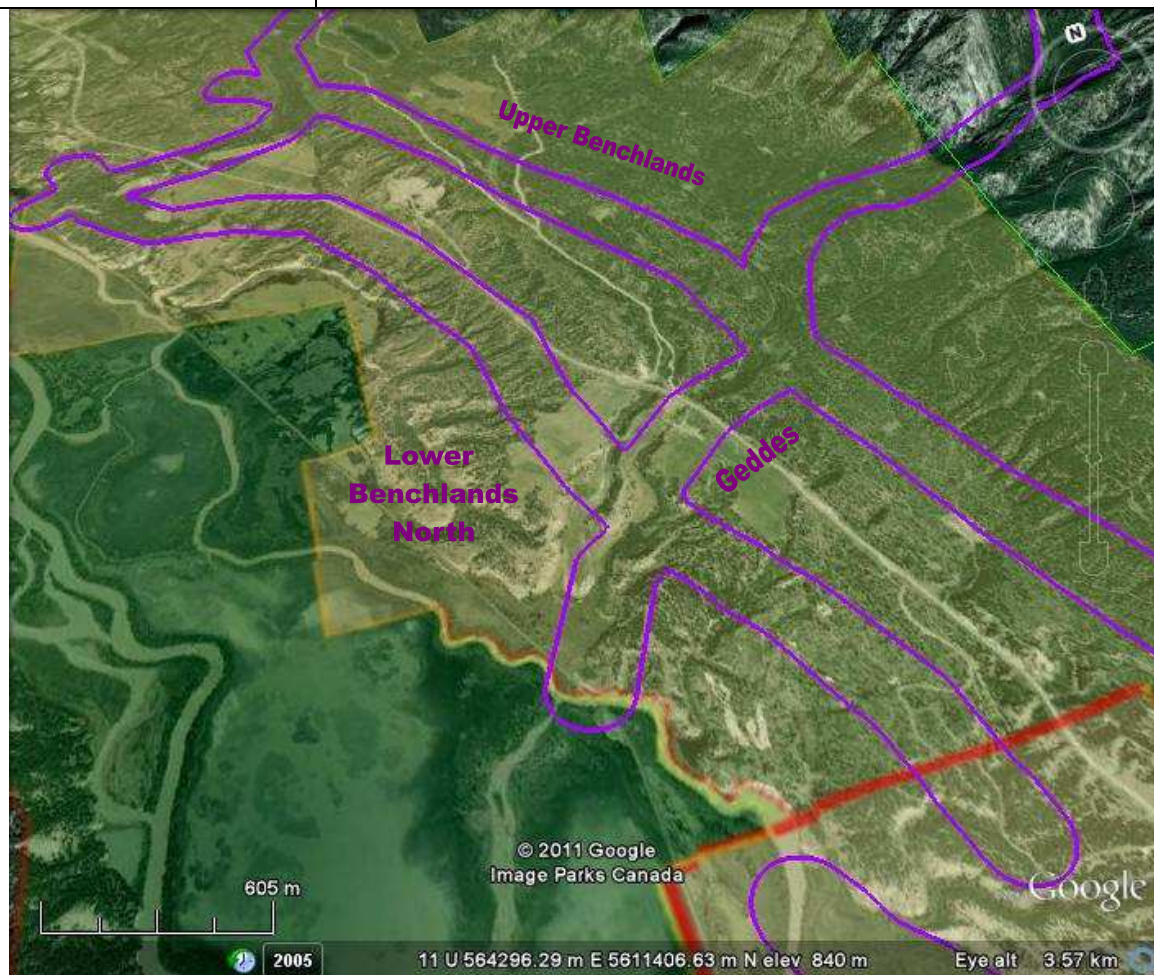 N
Upper Benchlands
Geddes
Lower
Benchlands
North
© 2011 Google
Image Parks Canada
605 m
Google
2005
11 U 564296.29 m E 5611406.63 m N elev 840 m
Eye alt 3.57 km